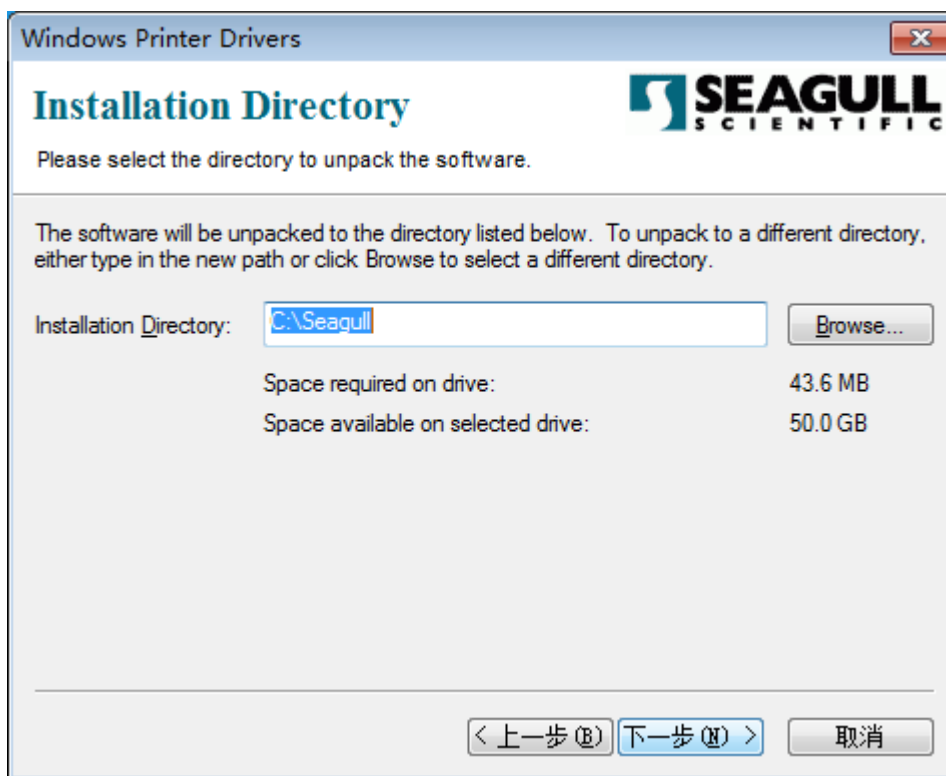 Windows Printer Drivers
Installation Directory
SEAGULL
SCIENTIFIC
Please select the directory to unpack the software.
The software will be unpacked to the directory listed below.  To unpack to a different directory,
either type in the new path or click Browse to select a different directory.
Installation Directory: C:\Seagull Browse...
Space required on drive: 43.6 MB
Space available on selected drive: 50.0 GB
< 上一步(B) 下一步(N) > 取消